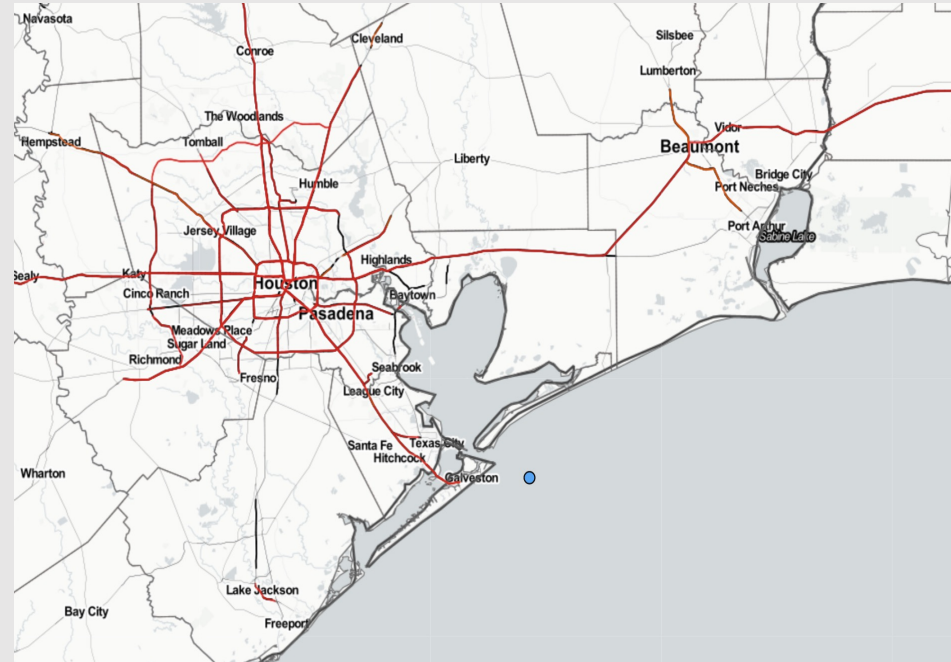 Navasota
Cleveland
Conroe
Silsbee
Lumberton
The Woodlands
Hempstead
Tomball
Vidor
Beaumont
Liberty
Humble
Bridge City
Port Neches
Jersey Village
Port Arthur
Sabine Lake
Highlands
Sealy
Katy
Houston
Cinco Ranch
Baytown
Pasadena
Meadows Place
Sugar Land
Richmond
Seabrook
Fresno
League City
Santa Fe
Texas City
Hitchcock
Wharton
Galveston
Lake Jackson
Bay City
Freeport